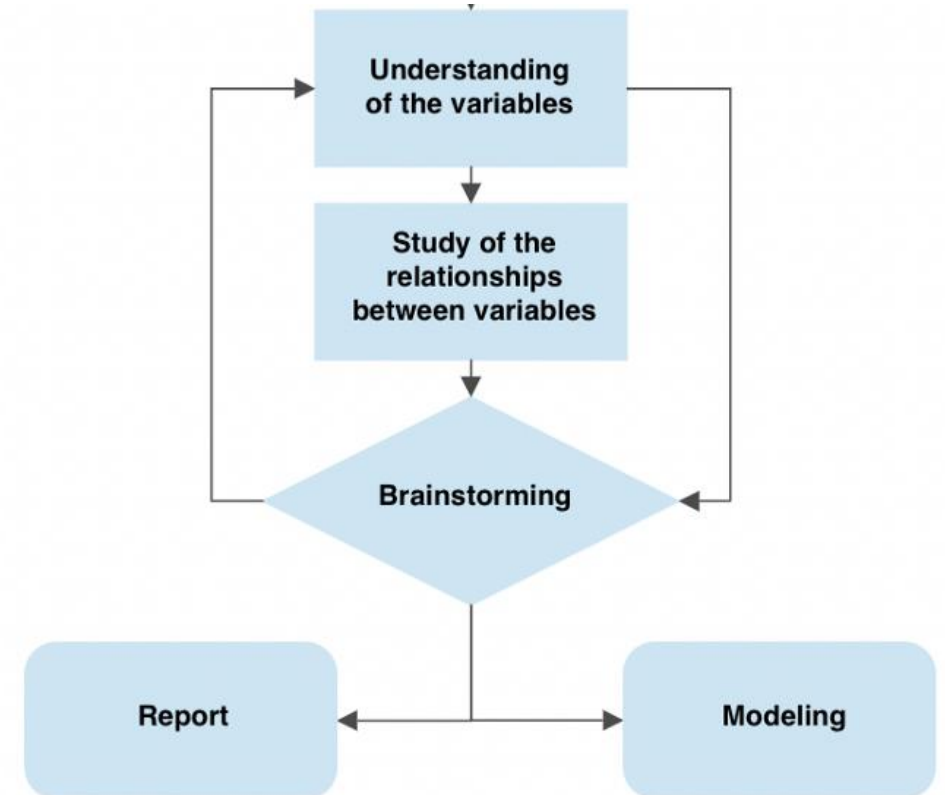 Understanding
of the variables
Study of the
relationships
between variables
Brainstorming
Report
Modeling